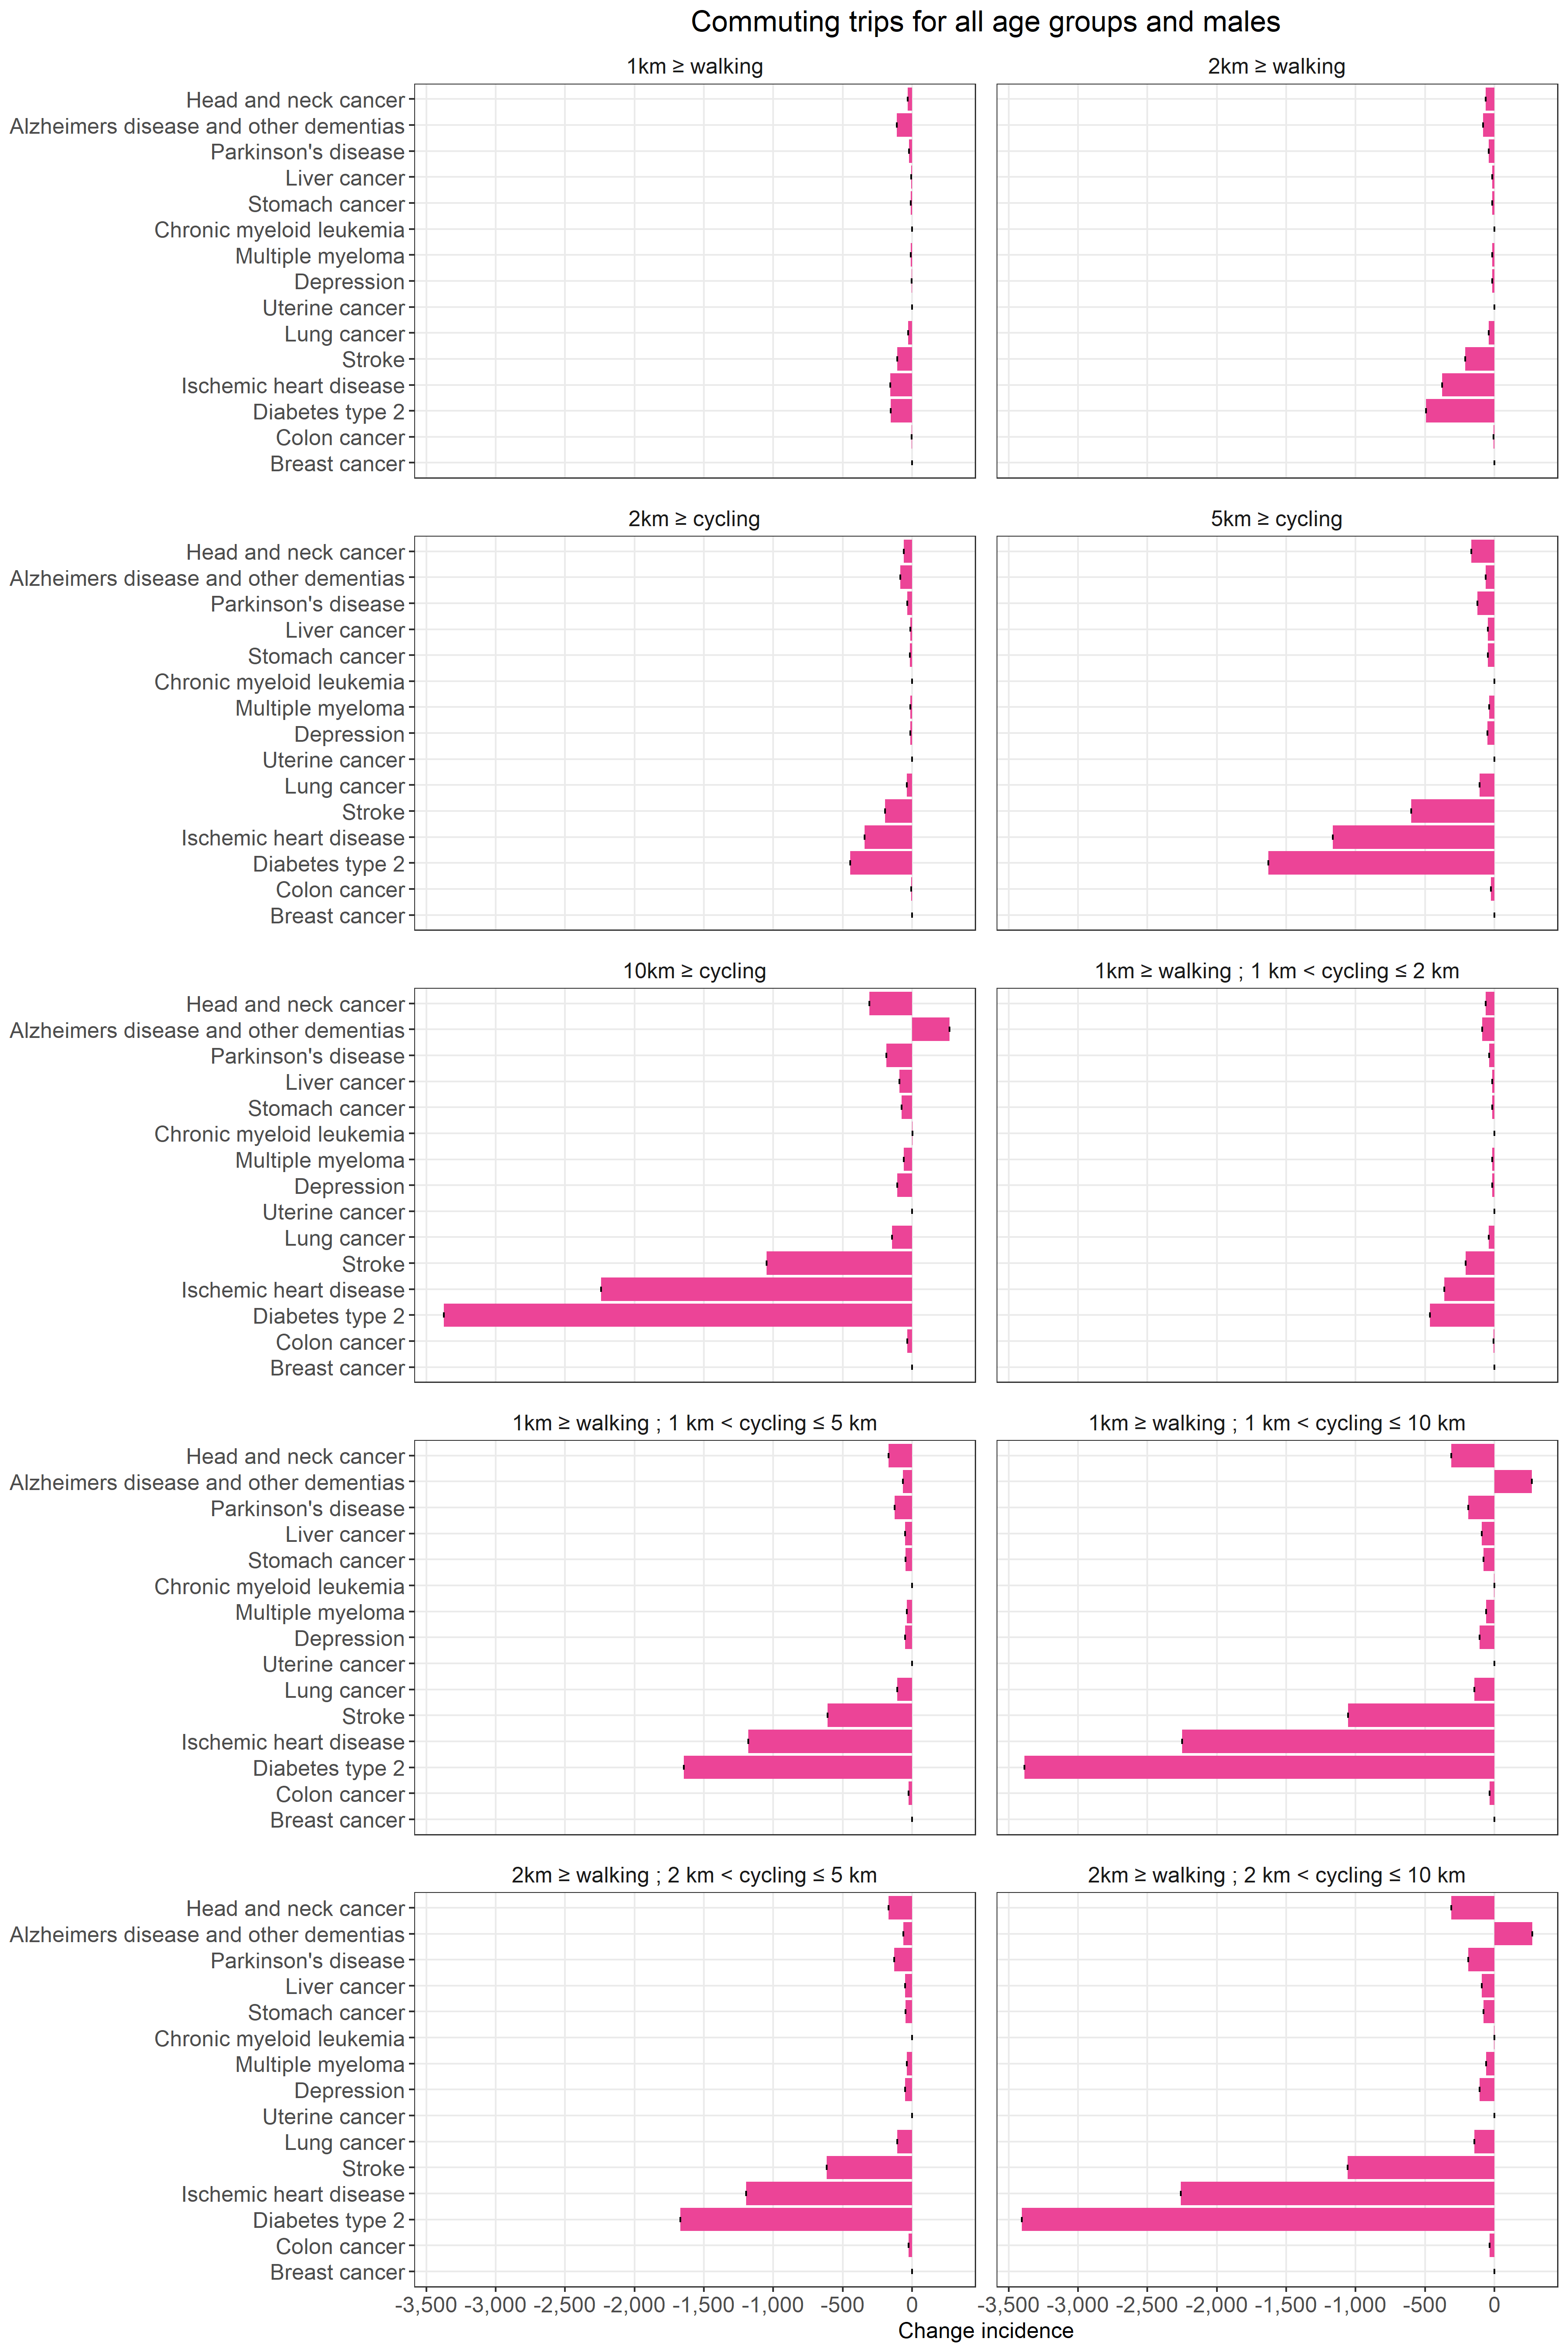 Commuting trips for all age groups and males
1km ≥ walking
2km ≥ walking
Head and neck cancer
Alzheimers disease and other dementias
Parkinson's disease
Liver cancer
Stomach cancer
Chronic myeloid leukemia
Multiple myeloma
Depression
Uterine cancer
Lung cancer
Stroke
Ischemic heart disease
Diabetes type 2
Colon cancer
Breast cancer
2km ≥ cycling
5km ≥ cycling
Head and neck cancer
Alzheimers disease and other dementias
Parkinson's disease
Liver cancer
Stomach cancer
Chronic myeloid leukemia
Multiple myeloma
Depression
Uterine cancer
Lung cancer
Stroke
Ischemic heart disease
Diabetes type 2
Colon cancer
Breast cancer
10km ≥ cycling
1km ≥ walking ; 1 km < cycling ≤ 2 km
Head and neck cancer
Alzheimers disease and other dementias
Parkinson's disease
Liver cancer
Stomach cancer
Chronic myeloid leukemia
Multiple myeloma
Depression
Uterine cancer
Lung cancer
Stroke
Ischemic heart disease
Diabetes type 2
Colon cancer
Breast cancer
1km ≥ walking ; 1 km < cycling ≤ 5 km
1km ≥ walking ; 1 km < cycling ≤ 10 km
Head and neck cancer
Alzheimers disease and other dementias
Parkinson's disease
Liver cancer
Stomach cancer
Chronic myeloid leukemia
Multiple myeloma
Depression
Uterine cancer
Lung cancer
Stroke
Ischemic heart disease
Diabetes type 2
Colon cancer
Breast cancer
2km ≥ walking ; 2 km < cycling ≤ 5 km
2km ≥ walking ; 2 km < cycling ≤ 10 km
Head and neck cancer
Alzheimers disease and other dementias
Parkinson's disease
Liver cancer
Stomach cancer
Chronic myeloid leukemia
Multiple myeloma
Depression
Uterine cancer
Lung cancer
Stroke
Ischemic heart disease
Diabetes type 2
Colon cancer
Breast cancer
-3,500 -3,000 -2,500 -2,000 -1,500 -1,000 -500 0
-3,500 -3,000 -2,500 -2,000 -1,500 -1,000 -500 0
Change incidence